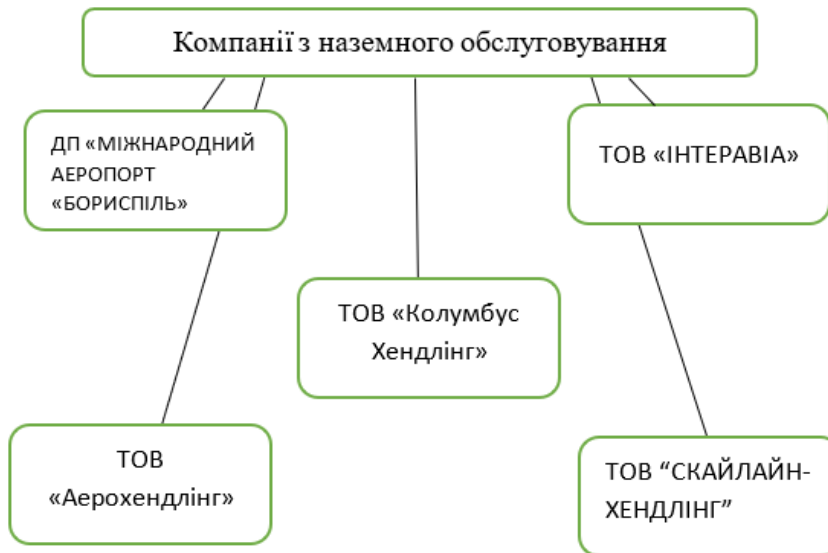 Компанії з наземного обслуговування
ДП «МІЖНАРОДНИЙ
АЕРОПОРТ
«БОРИСПІЛЬ»
ТОВ «ІНТЕРАВІА»
ТОВ «Колумбус
Хендлінг»
ТОВ
«Аерохендлінг»
ТОВ “СКАЙЛАЙН-
ХЕНДЛІНГ”